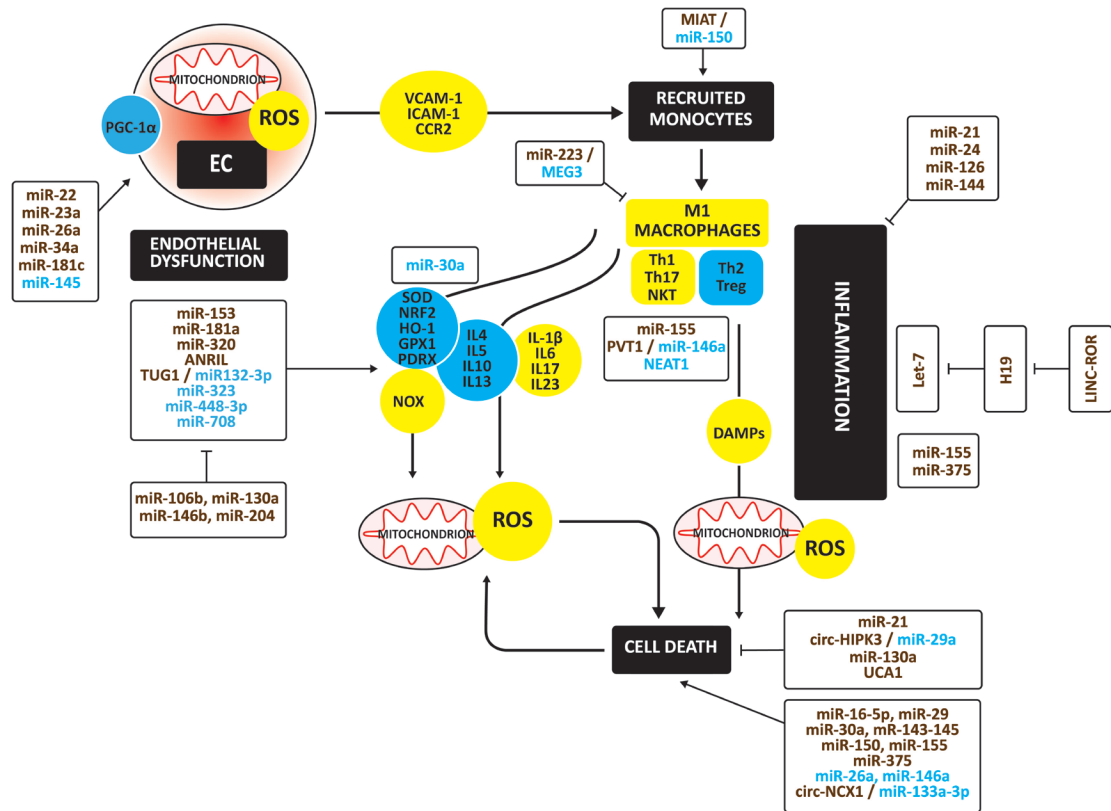 MIAT /
miR-150
MITOCHONDRION
PGC-1α
ROS
EC
VCAM-1
ICAM-1
CCR2
RECRUITED
MONOCYTES
miR-21
miR-24
miR-126
miR-144
miR-223 /
MEG3
miR-22
miR-23a
miR-26a
miR-34a
miR-181c
miR-145
ENDOTHELIAL
DYSFUNCTION
M1
MACROPHAGES
Th1
Th17
NKT
Th2
Treg
miR-30a
SOD
NRF2
HO-1
GPX1
PDRX
IL4
IL5
IL10
IL13
IL-1β
IL6
IL17
IL23
NOX
miR-153
miR-181a
miR-320
ANRIL
TUG1 / miR132-3p
miR-323
miR-448-3p
miR-708
miR-155
PVT1 / miR-146a
NEAT1
INFLAMMATION
Let-7
H19
LINC-ROR
DAMPs
miR-155
miR-375
miR-106b, miR-130a
miR-146b, miR-204
MITOCHONDRION
ROS
MITOCHONDRION
ROS
CELL DEATH
miR-21
circ-HIPK3 / miR-29a
miR-130a
UCA1
miR-16-5p, miR-29
miR-30a, mR-143-145
miR-150, miR-155
miR-375
miR-26a, miR-146a
circ-NCX1 / miR-133a-3p